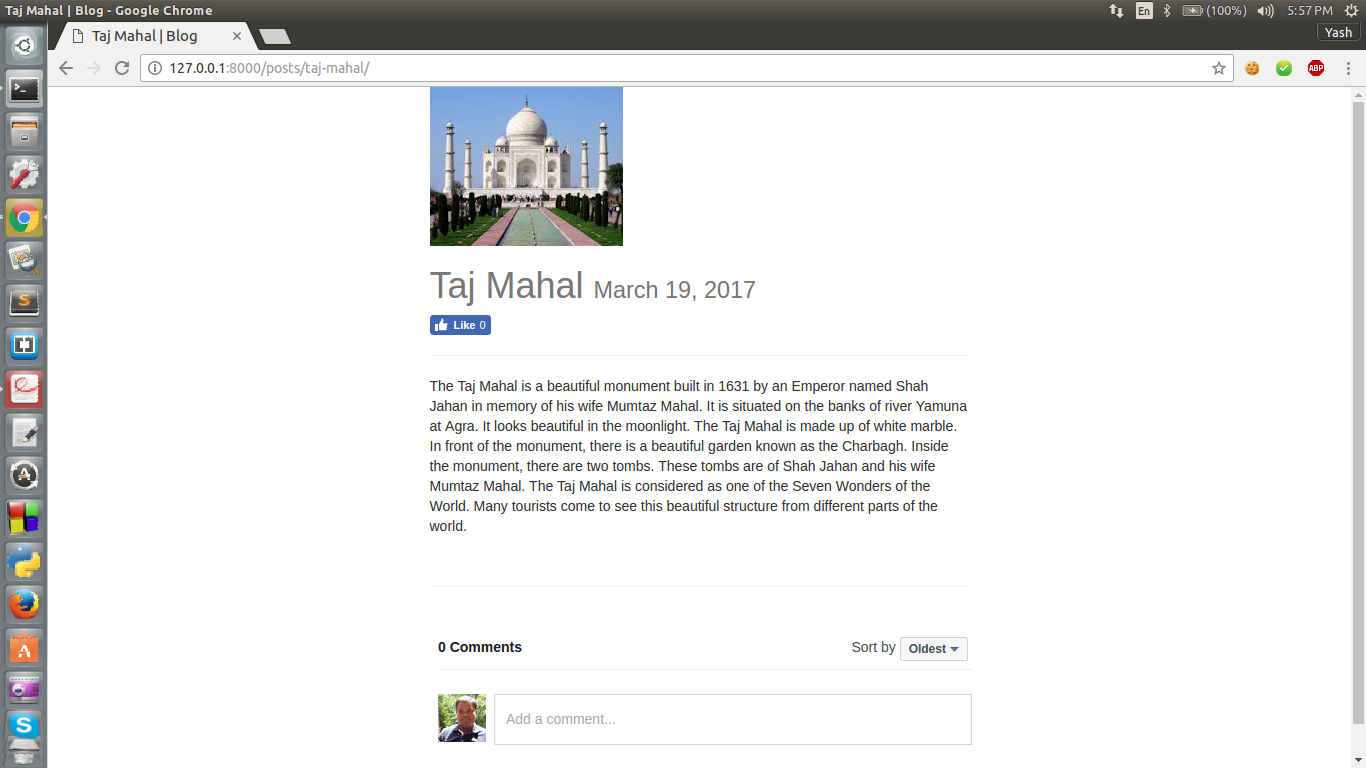 Taj Mahal | Blog - Google Chrome
En
(100%)
5:57 PM
Taj Mahal | Blog
Yash
127.0.0.1:8000/posts/taj-mahal/
ABP
Taj Mahal March 19, 2017
Like 0
The Taj Mahal is a beautiful monument built in 1631 by an Emperor named Shah
Jahan in memory of his wife Mumtaz Mahal. It is situated on the banks of river Yamuna
at Agra. It looks beautiful in the moonlight. The Taj Mahal is made up of white marble.
In front of the monument, there is a beautiful garden known as the Charbagh. Inside
the monument, there are two tombs. These tombs are of Shah Jahan and his wife
Mumtaz Mahal. The Taj Mahal is considered as one of the Seven Wonders of the
World. Many tourists come to see this beautiful structure from different parts of the
world.
0 Comments
Sort by Oldest
Add a comment...